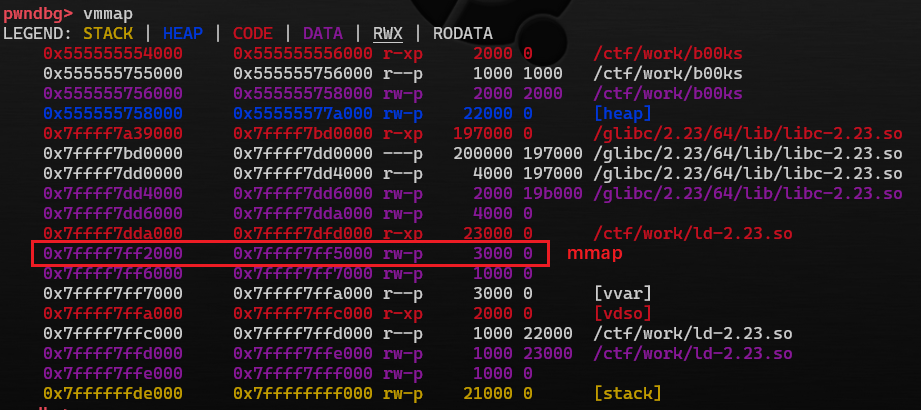 pwndbg> vmmap
LEGEND: STACK | HEAP | CODE | DATA | RWX | RODATA
0x555555554000 0x555555556000 r-xp 2000 0 /ctf/work/b00ks
0x555555755000 0x555555756000 r--p 1000 1000 /ctf/work/b00ks
0x555555756000 0x555555758000 rw-p 2000 2000 /ctf/work/b00ks
0x555555758000 0x55555577a000 rw-p 22000 0 [heap]
0x7ffff7a39000 0x7ffff7bd0000 r-xp 197000 0 /glibc/2.23/64/lib/libc-2.23.so
0x7ffff7bd0000 0x7ffff7dd0000 ---p 200000 197000 /glibc/2.23/64/lib/libc-2.23.so
0x7ffff7dd0000 0x7ffff7dd4000 r--p 4000 197000 /glibc/2.23/64/lib/libc-2.23.so
0x7ffff7dd4000 0x7ffff7dd6000 rw-p 2000 19b000 /glibc/2.23/64/lib/libc-2.23.so
0x7ffff7dd6000 0x7ffff7dda000 rw-p 4000 0
0x7ffff7dda000 0x7ffff7dfd000 r-xp 23000 0 /ctf/work/ld-2.23.so
0x7ffff7ff2000 0x7ffff7ff5000 rw-p 3000 0 mmap
0x7ffff7ff6000 0x7ffff7ff7000 rw-p 1000 0
0x7ffff7ff7000 0x7ffff7ffa000 r--p 3000 0 [vvar]
0x7ffff7ffa000 0x7ffff7ffc000 r-xp 2000 0 [vdso]
0x7ffff7ffc000 0x7ffff7ffd000 r--p 1000 22000 /ctf/work/ld-2.23.so
0x7ffff7ffd000 0x7ffff7ffe000 rw-p 1000 23000 /ctf/work/ld-2.23.so
0x7ffff7ffe000 0x7ffff7fff000 rw-p 1000 0
0x7ffffffde000 0x7ffffffff000 rw-p 21000 0 [stack]